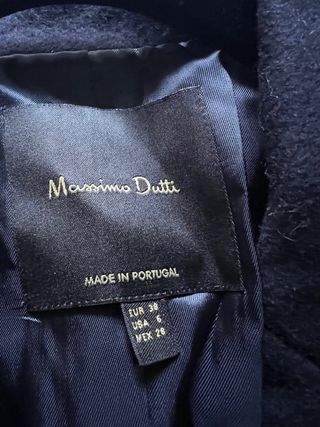 Massimo Dutti
MADE IN PORTUGAL
EUR 38
USA 6
MEX 28